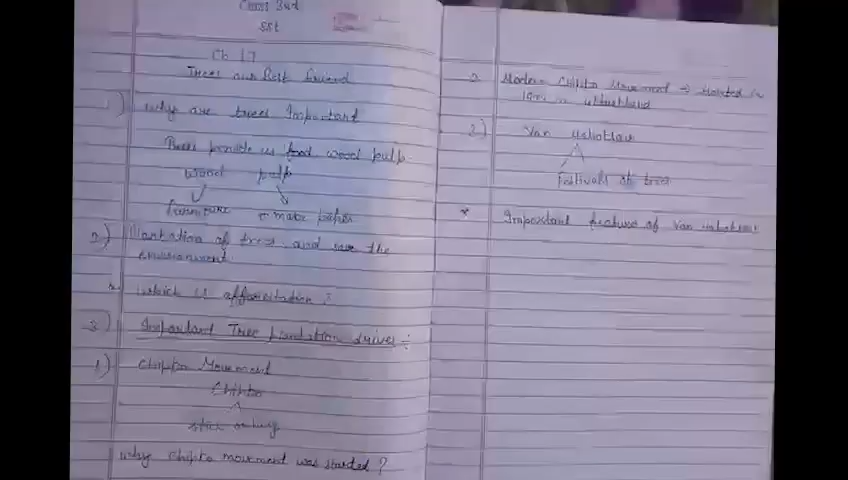 Class 3rd
SSt
Ch 17
Trees our best friend
1) Why are trees Important
Trees provide us food wood pulp
wood pulp
furniture to make paper
2) Plantation of trees and save the
environment
* which is afforestation :
3) Important Tree plantation drives :-
1) Chipko Movement
Chipko
stick or hug
Why Chipko movement was started ?
2 Modern Chipko Movement → started in
in uttrakhand
2) Van
Festivals of trees
* Important feature of Van